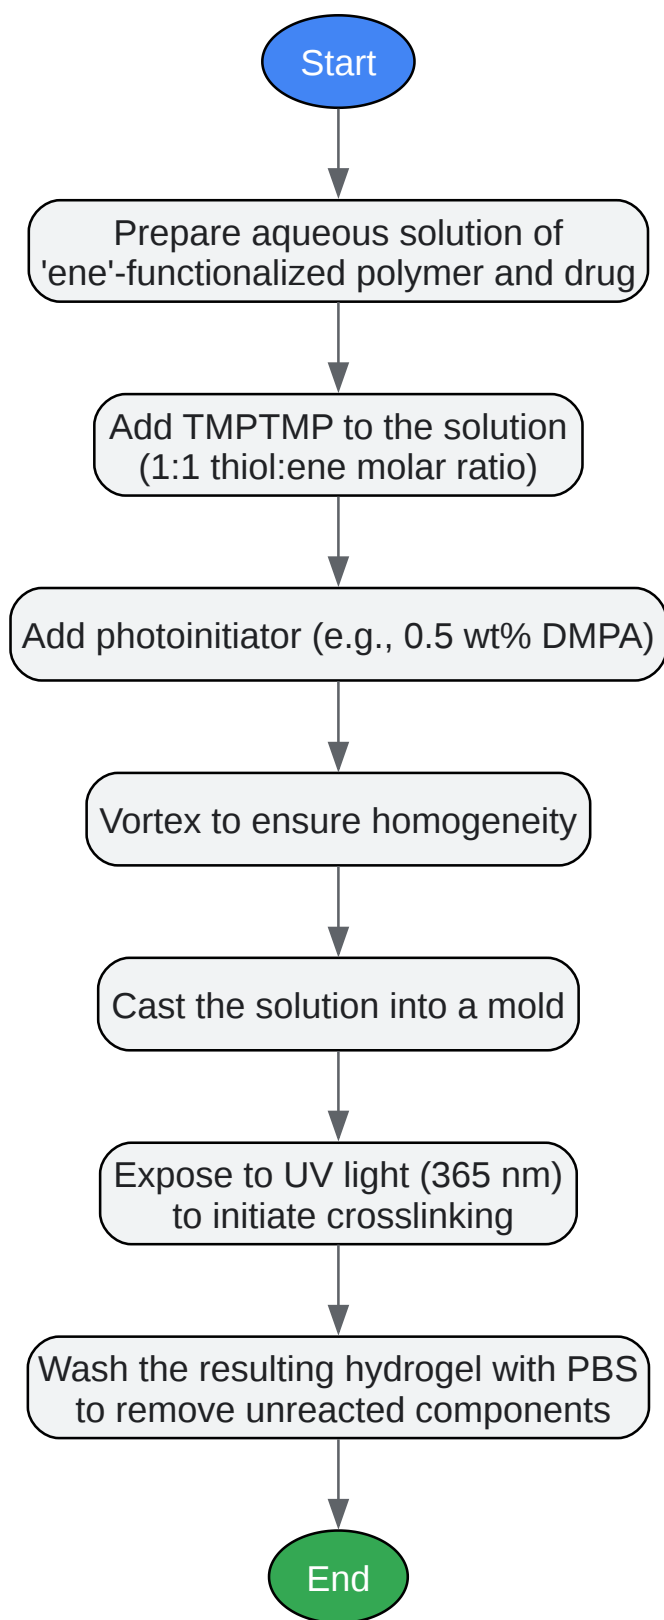 Start
Prepare aqueous solution of
'ene'-functionalized polymer and drug
Add TMPTMP to the solution
(1:1 thiol:ene molar ratio)
Add photoinitiator (e.g., 0.5 wt% DMPA)
Vortex to ensure homogeneity
Cast the solution into a mold
Expose to UV light (365 nm)
to initiate crosslinking
Wash the resulting hydrogel with PBS
to remove unreacted components
End